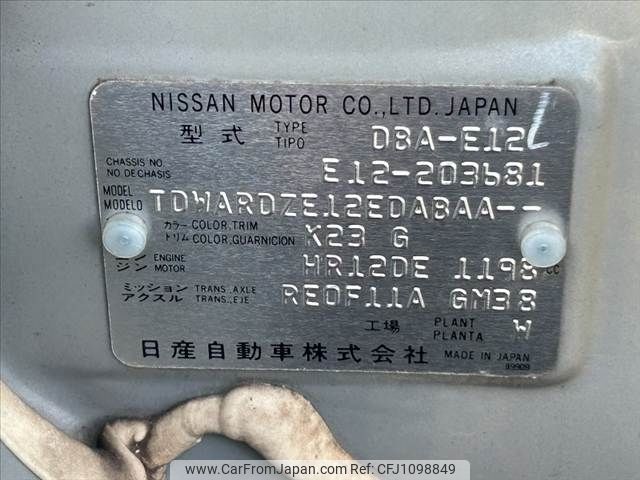 NISSAN MOTOR CO.,LTD. JAPAN
型式 TYPE TIPO DBA-E12
CHASSIS NO. NO DE CHASIS E12-203681
MODEL MODELO TDWARDZE12EDABAA--
カラー COLOR,TRIM トリム COLOR,GUARNICION K23 G
ENGINE ジン MOTOR HR12DE 1198 CC
ミッション TRANS.,AXLE アクスル TRANS.,EJE RE0F11A GM38
工場 PLANT PLANTA W
日産自動車株式会社 MADE IN JAPAN
www.CarFromJapan.com | © CarFromJapan.com | CFJ1098849